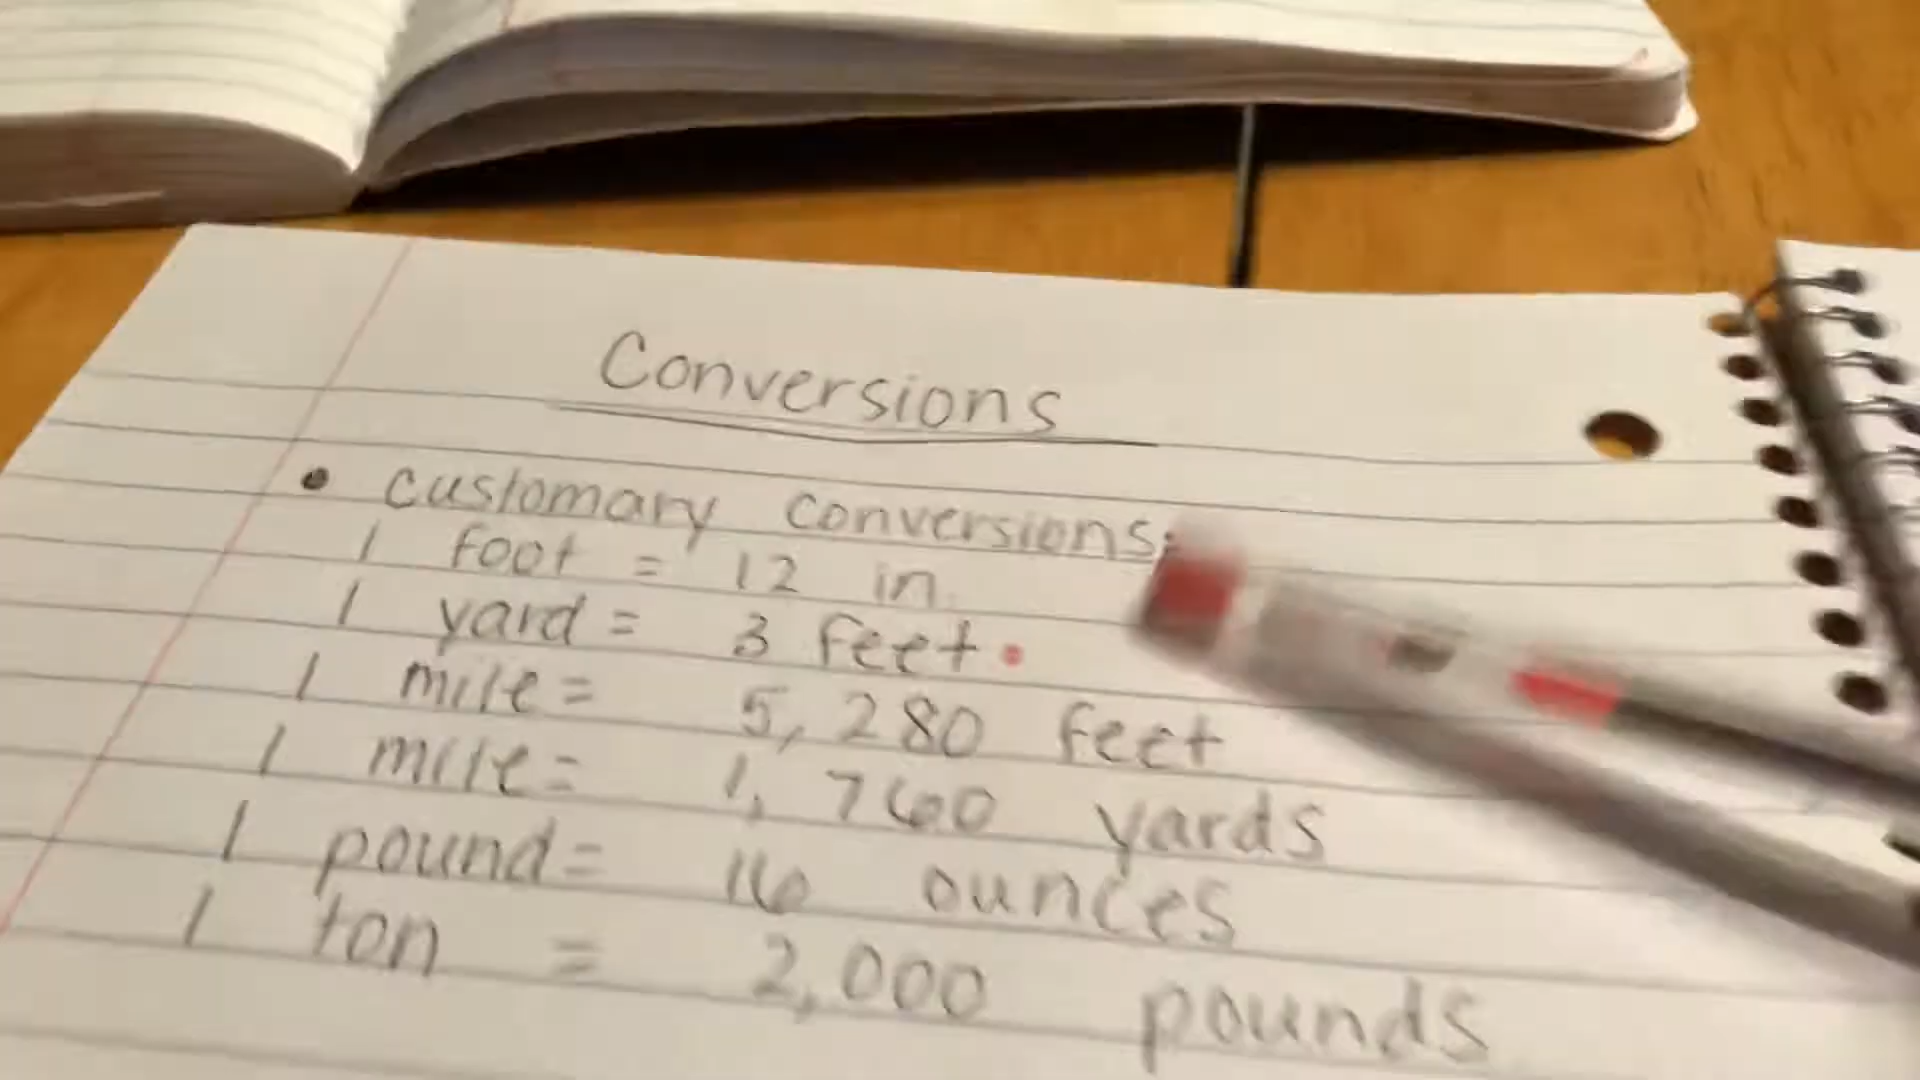 Conversions
• customary conversions:
1 foot = 12 in.
1 yard = 3 feet
1 mile = 5,280 feet
1 mile = 1,760 yards
1 pound = 16 ounces
1 ton = 2,000 pounds